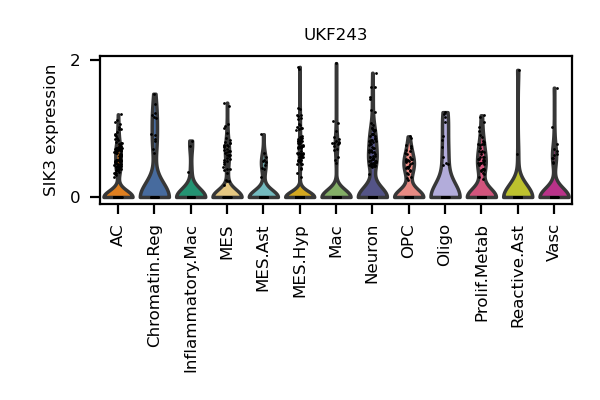 UKF243
SIK3 expression
2
0
AC
Chromatin.Reg
Inflammatory.Mac
MES
MES.Ast
MES.Hyp
Mac
Neuron
OPC
Oligo
Prolif.Metab
Reactive.Ast
Vasc